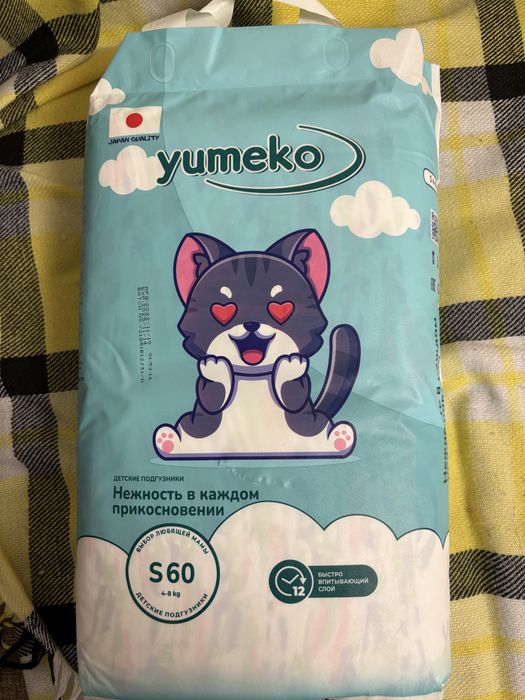 JAPAN QUALITY
yumeko
ДЕТСКИЕ ПОДГУЗНИКИ
Нежность в каждом
прикосновении
ВЫБОР ЛЮБЯЩЕЙ МАМЫ
S60
4-8 kg
ДЕТСКИЕ ПОДГУЗНИКИ
12
БЫСТРО
ВПИТЫВАЮЩИЙ
СЛОЙ